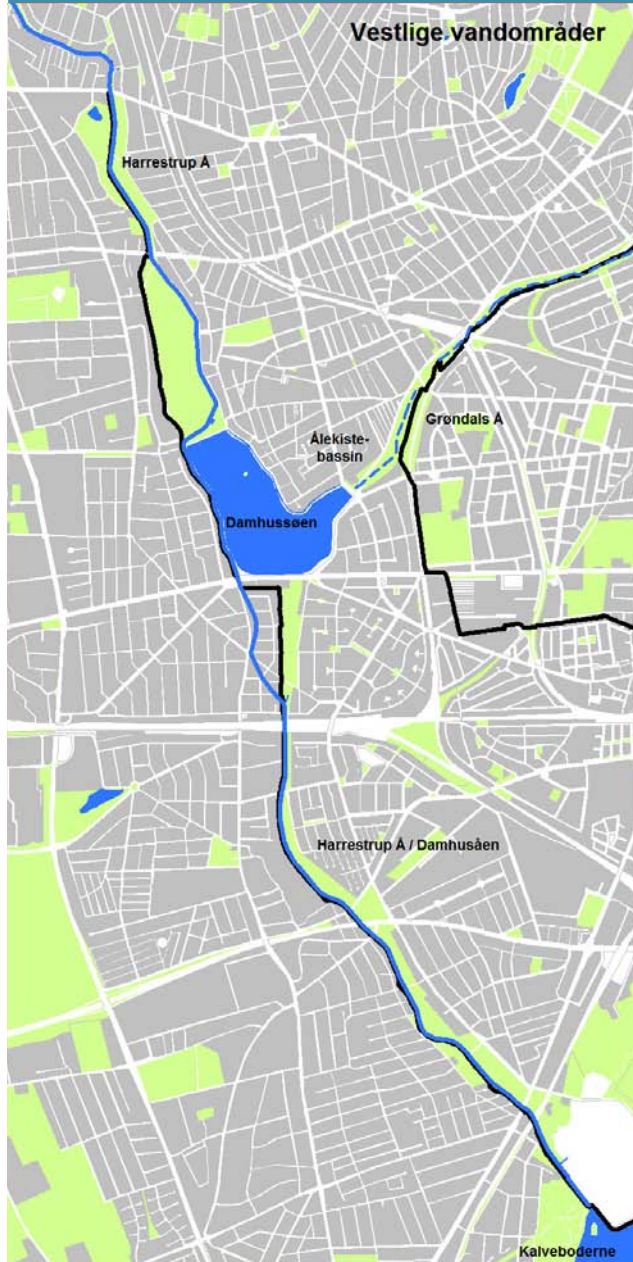 Vestlige vandområder
Harrestrup Å
Grøndals Å
Ålekiste-
bassin
Damhussøen
Harrestrup Å / Damhusåen
Kalveboderne